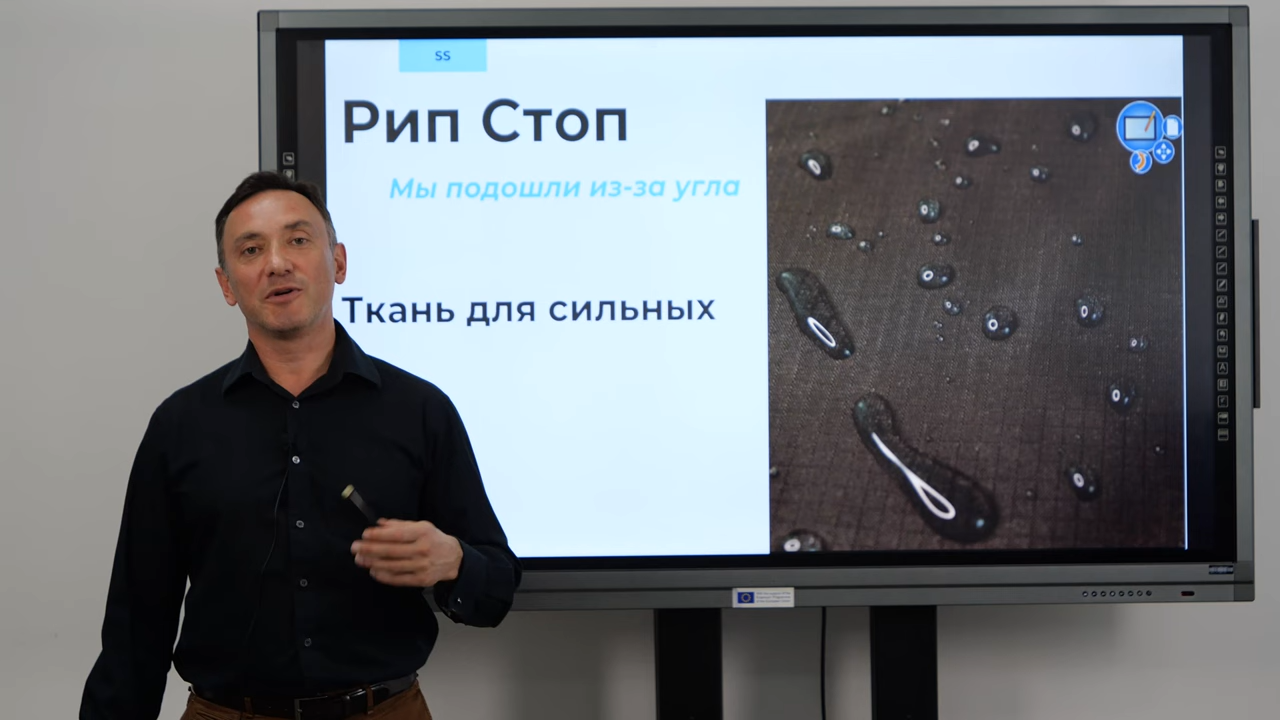 SS
Рип Стоп
Мы подошли из-за угла
Ткань для сильных